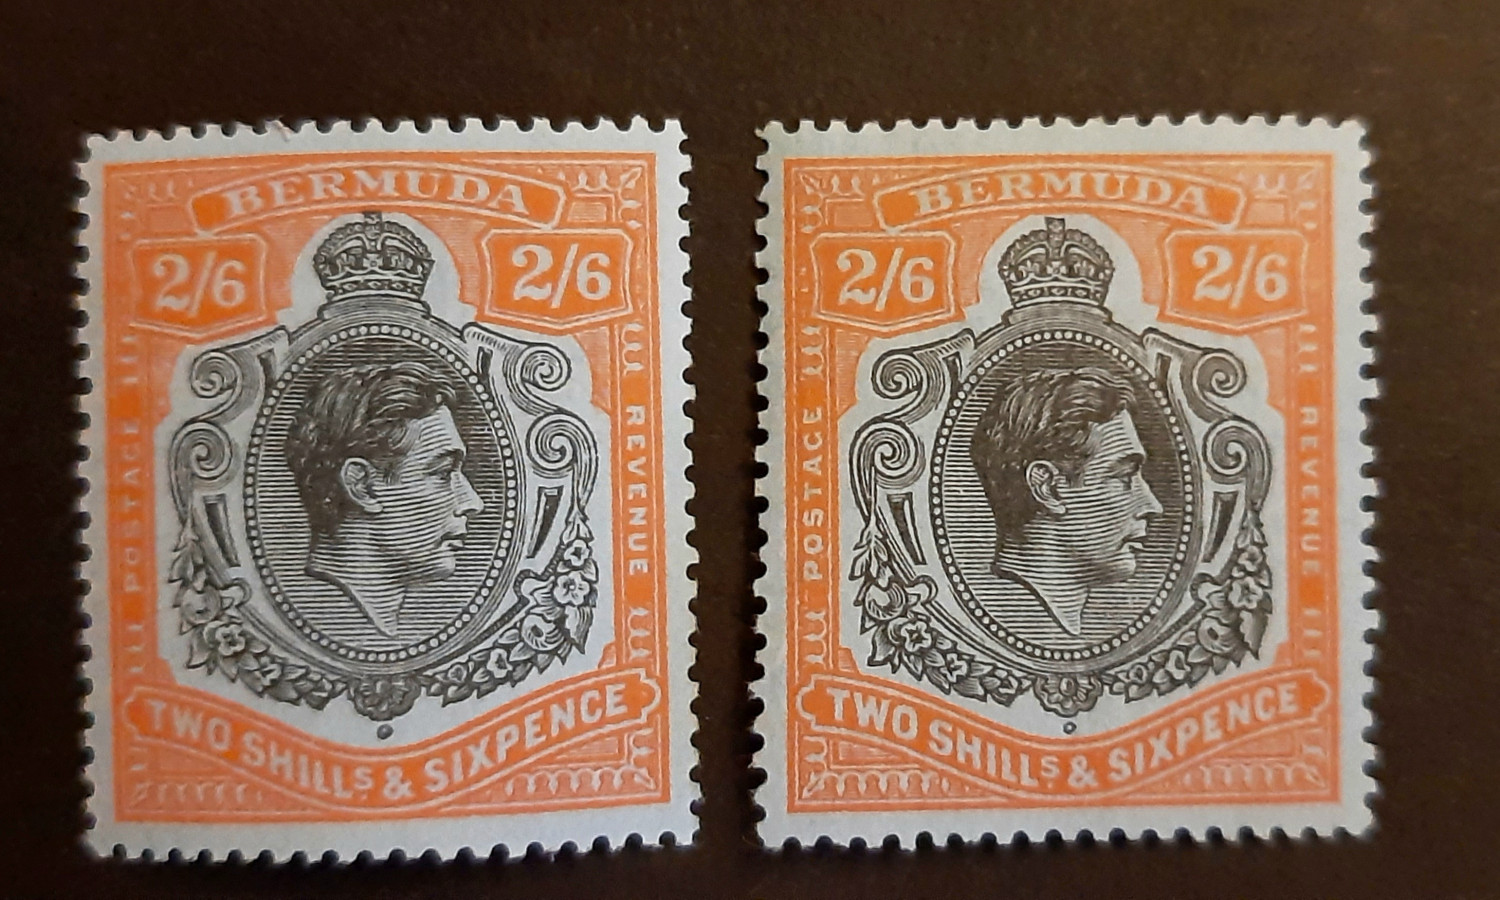 BERMUDA
2/6 2/6
POSTAGE
REVENUE
TWO SHILLs & SIXPENCE
BERMUDA
2/6 2/6
POSTAGE
REVENUE
TWO SHILLs. & SIXPENCE